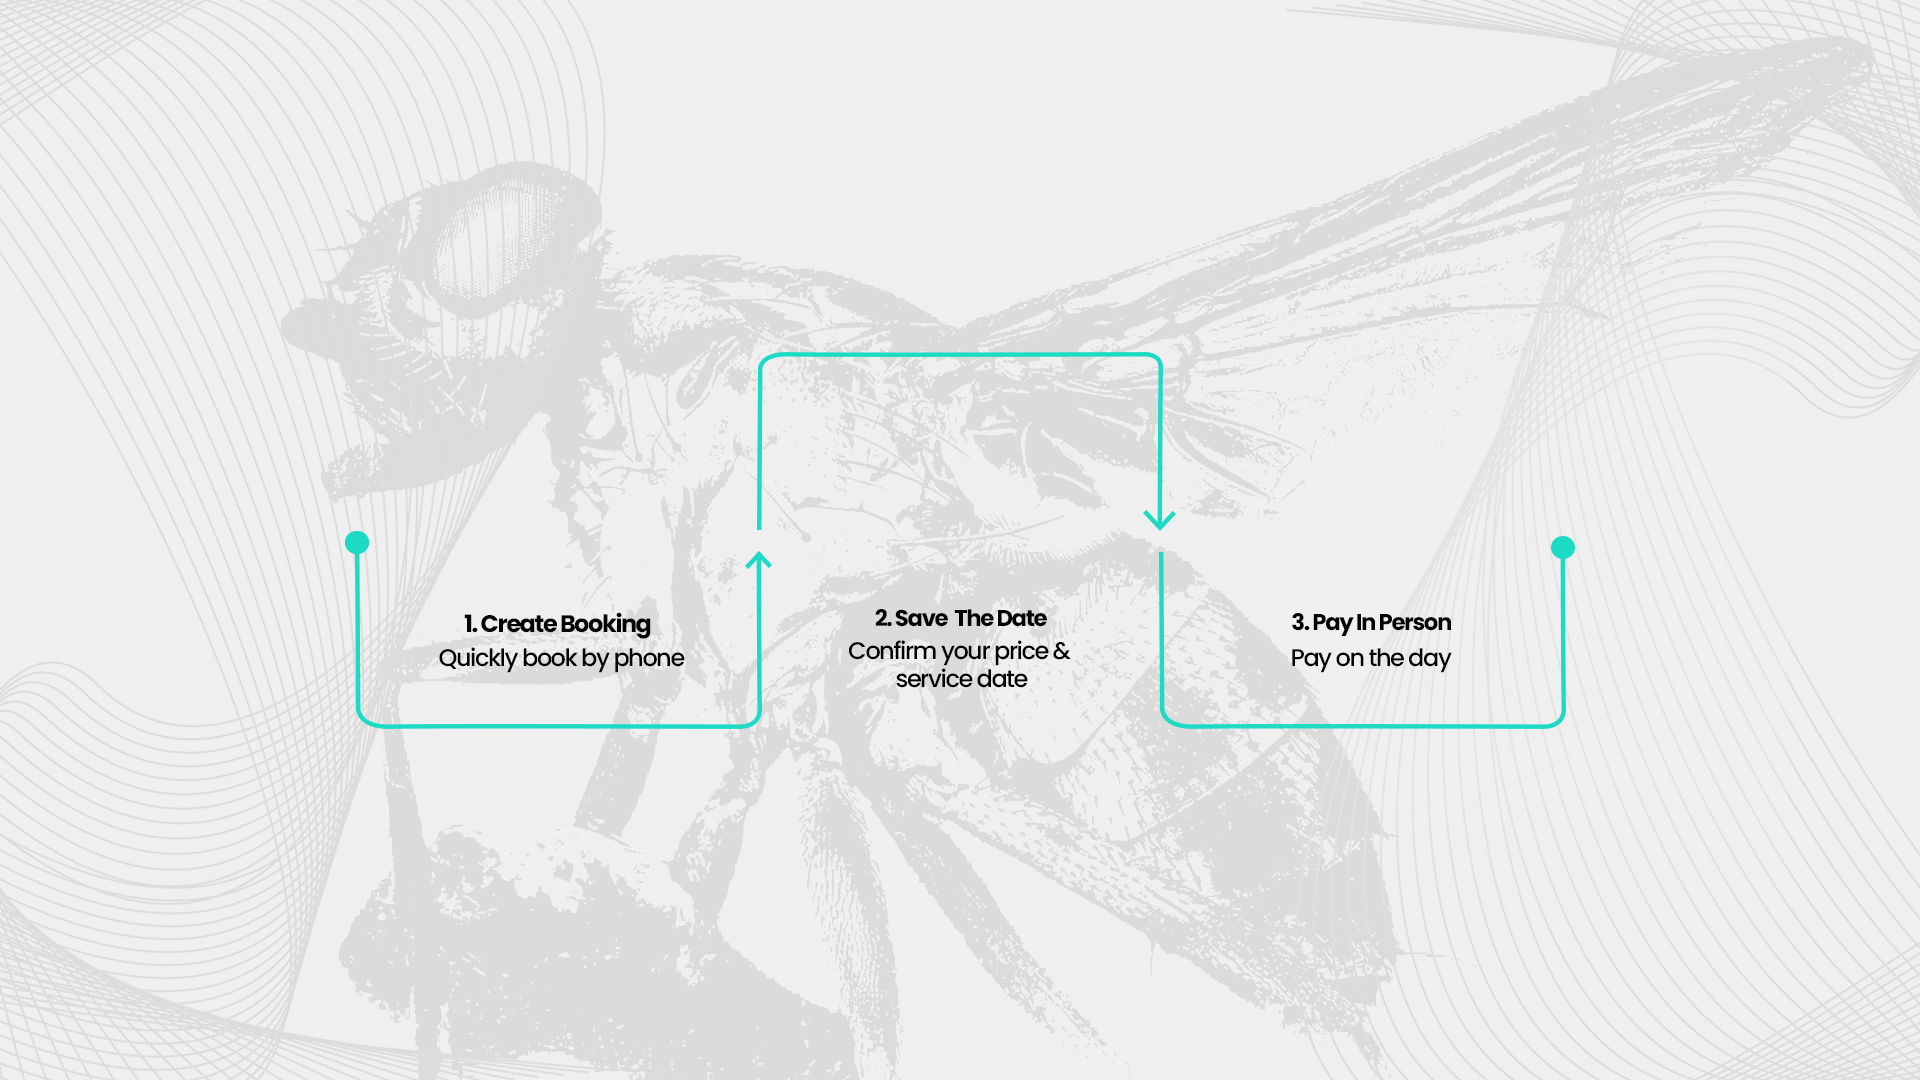 1. Create Booking
Quickly book by phone
2. Save The Date
Confirm your price &
service date
3. Pay In Person
Pay on the day